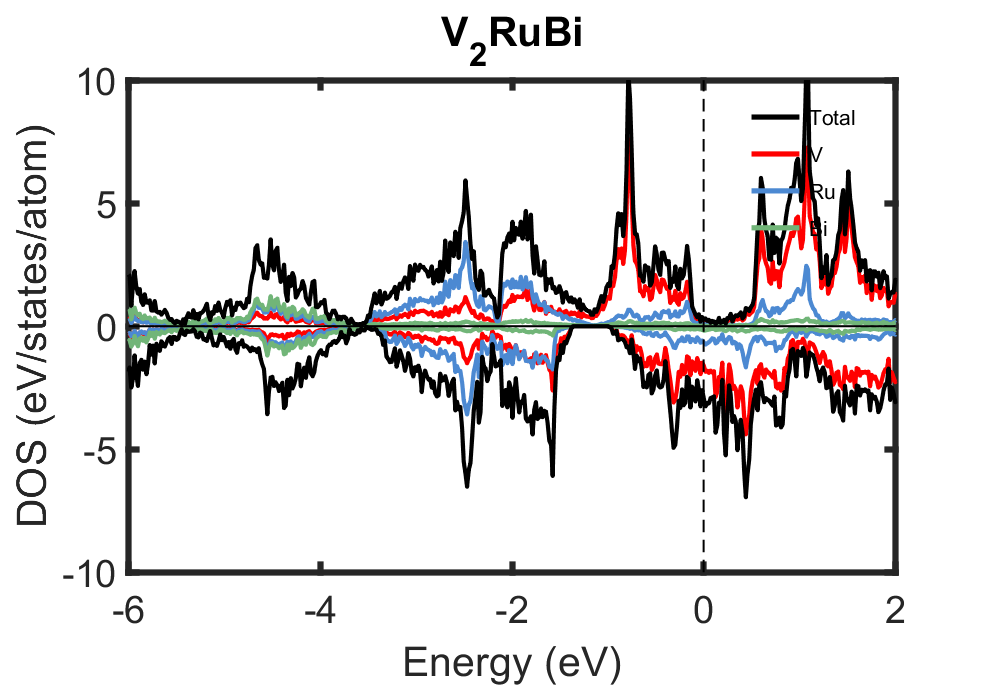 V2RuBi
10
5
0
-5
-10
DOS (eV/states/atom)
Total
V
Ru
Bi
-6
-4
-2
0
2
Energy (eV)